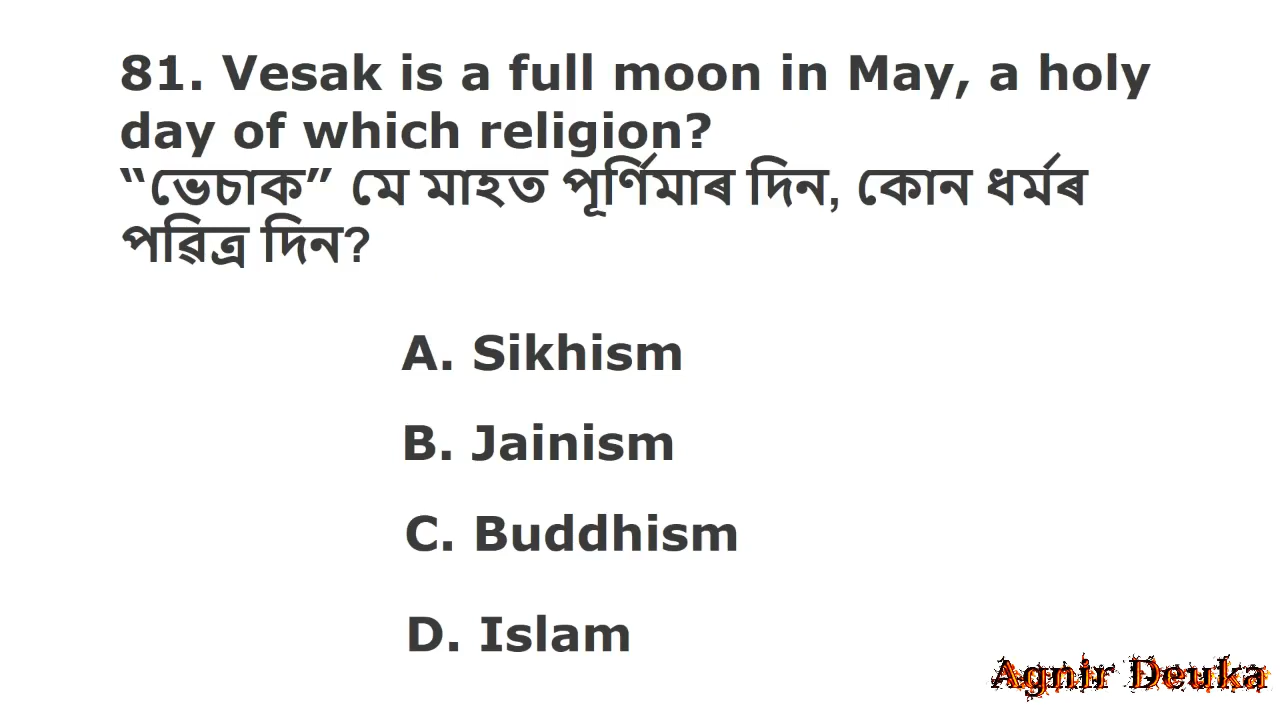 81. Vesak is a full moon in May, a holy
day of which religion?
“ভেচাক” মে মাহত পূৰ্ণিমাৰ দিন, কোন ধৰ্মৰ
পৱিত্ৰ দিন?
A. Sikhism
B. Jainism
C. Buddhism
D. Islam
Agnir Deuka